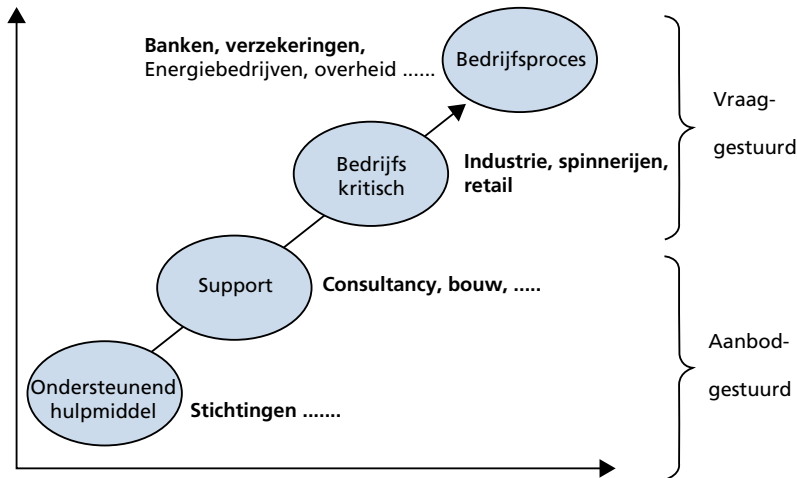 Banken, verzekeringen,
Energiebedrijven, overheid ......
Bedrijfsproces
Vraag-
gestuurd
Bedrijfs
kritisch
Industrie, spinnerijen,
retail
Support
Consultancy, bouw, .....
Aanbod-
gestuurd
Ondersteunend
hulpmiddel
Stichtingen .......